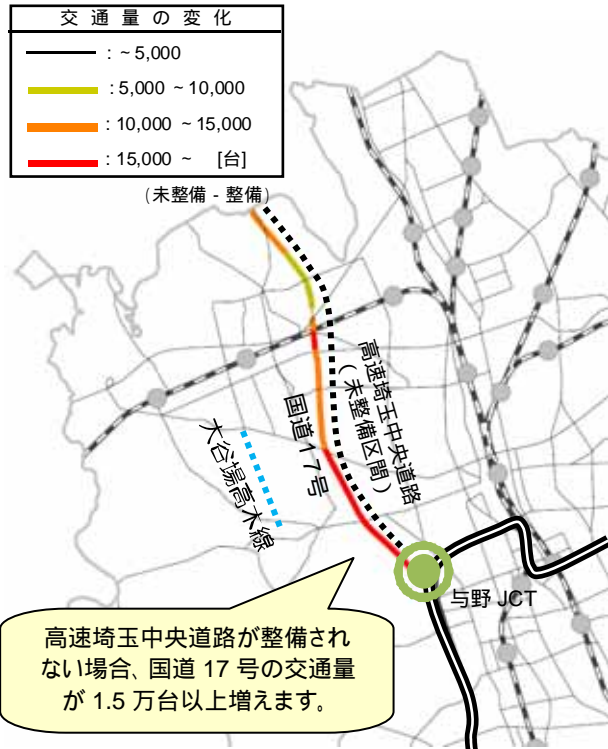 交通量の変化
: ~ 5,000
: 5,000 ~ 10,000
: 10,000 ~ 15,000
: 15,000 ~ [台]
(未整備 - 整備)
高速埼玉中央道路
(未整備区間)
国道17号
大谷場高木線
与野 JCT
高速埼玉中央道路が整備され
ない場合、国道 17 号の交通量
が 1.5 万台以上増えます。